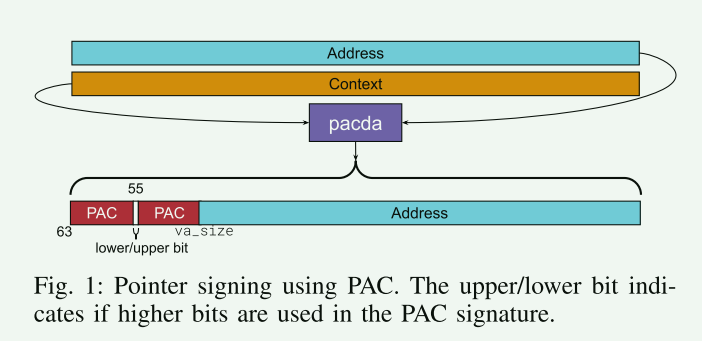 Address
Context
pacda
55
PAC PAC Address
63 va_size
lower/upper bit
Fig. 1: Pointer signing using PAC. The upper/lower bit indi-
cates if higher bits are used in the PAC signature.